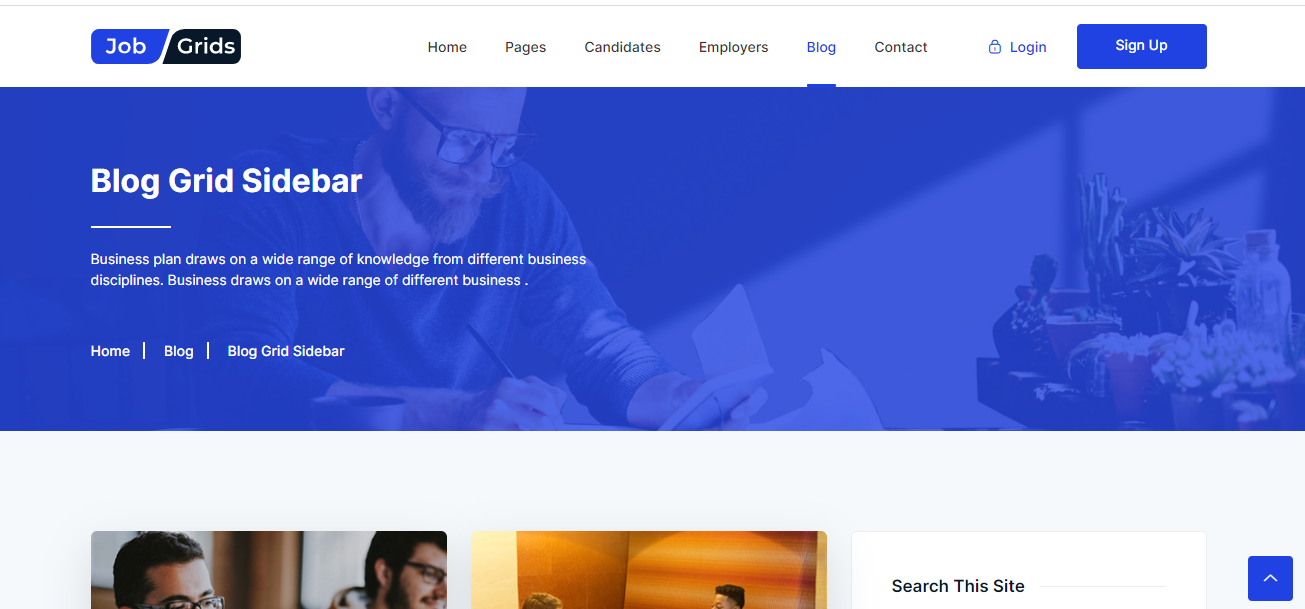 Job Grids
Home
Pages
Candidates
Employers
Blog
Contact
Login
Sign Up
Blog Grid Sidebar
Business plan draws on a wide range of knowledge from different business
disciplines. Business draws on a wide range of different business .
Home
Blog
Blog Grid Sidebar
Search This Site